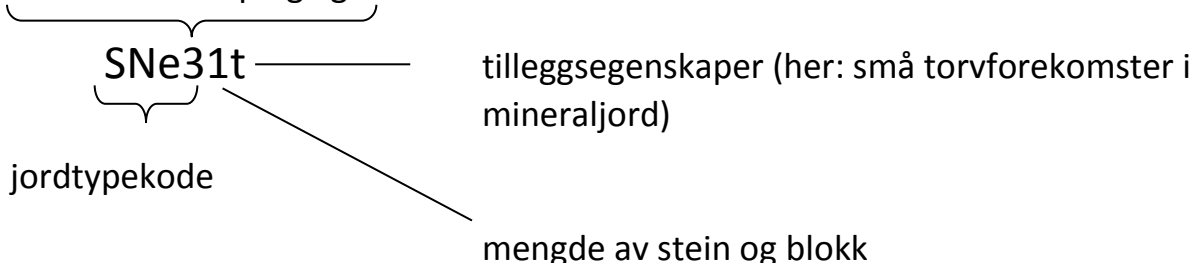 SNe31t
tilleggsegenskaper (her: små torvforekomster i
mineraljord)
jordtypekode
mengde av stein og blokk